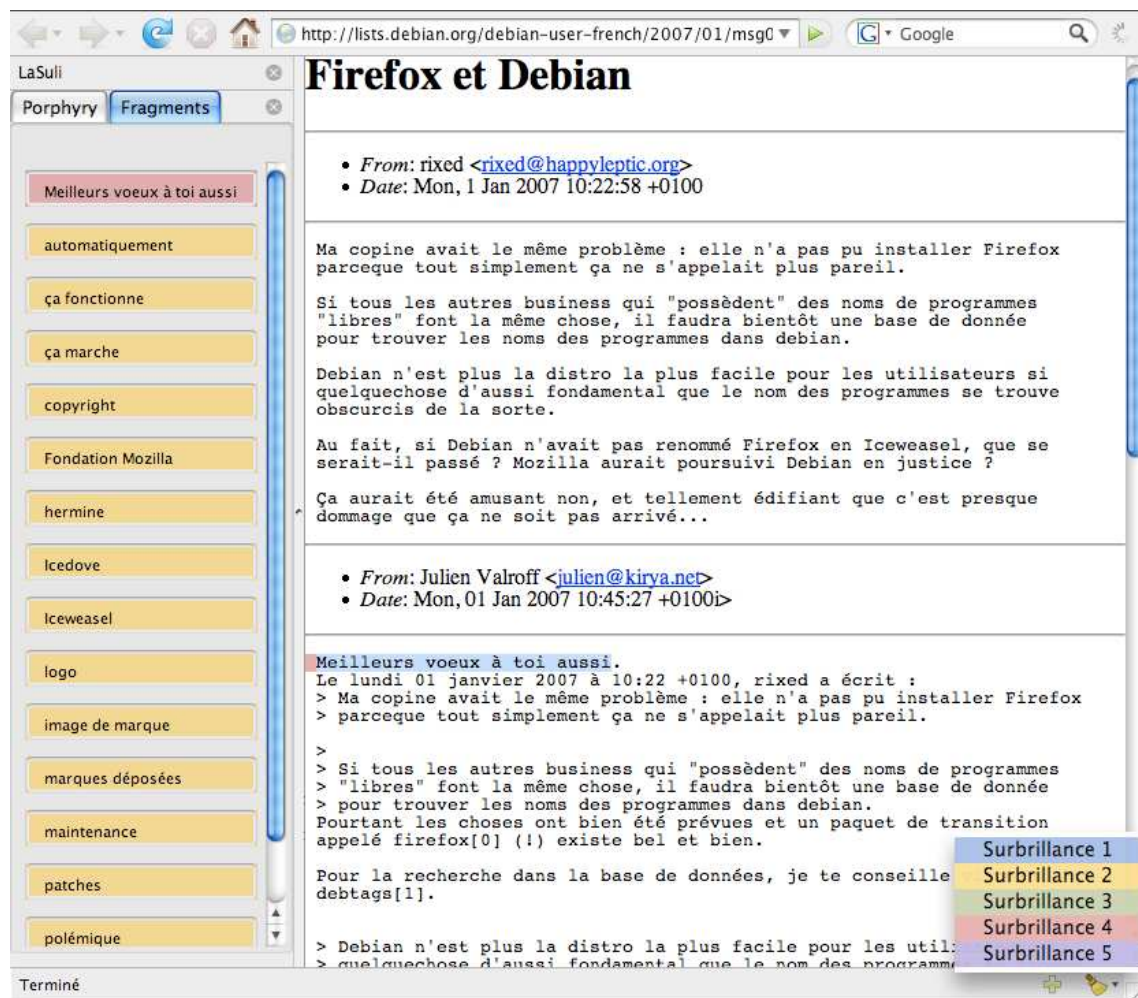 http://lists.debian.org/debian-user-french/2007/01/msg0
Google
LaSuli
Porphyry
Fragments
Meilleurs voeux à toi aussi
automatiquement
ça fonctionne
ça marche
copyright
Fondation Mozilla
hermine
Icedove
Iceweasel
logo
image de marque
marques déposées
maintenance
patches
polémique
Firefox et Debian
• From: rixed <rixed@happyleptic.org>
• Date: Mon, 1 Jan 2007 10:22:58 +0100
Ma copine avait le même problème : elle n'a pas pu installer Firefox
parceque tout simplement ça ne s'appelait plus pareil.
Si tous les autres business qui "possèdent" des noms de programmes
"libres" font la même chose, il faudra bientôt une base de donnée
pour trouver les noms des programmes dans debian.
Debian n'est plus la distro la plus facile pour les utilisateurs si
quelquechose d'aussi fondamental que le nom des programmes se trouve
obscurcis de la sorte.
Au fait, si Debian n'avait pas renommé Firefox en Iceweasel, que se
serait-il passé ? Mozilla aurait poursuivi Debian en justice ?
Ça aurait été amusant non, et tellement édifiant que c'est presque
dommage que ça ne soit pas arrivé...
• From: Julien Valroff <julien@kirya.net>
• Date: Mon, 01 Jan 2007 10:45:27 +0100i>
Meilleurs voeux à toi aussi.
Le lundi 01 janvier 2007 à 10:22 +0100, rixed a écrit :
> Ma copine avait le même problème : elle n'a pas pu installer Firefox
> parceque tout simplement ça ne s'appelait plus pareil.
>
> Si tous les autres business qui "possèdent" des noms de programmes
> "libres" font la même chose, il faudra bientôt une base de donnée
> pour trouver les noms des programmes dans debian.
Pourtant les choses ont bien été prévues et un paquet de transition
appelé firefox[0] (!) existe bel et bien.
Pour la recherche dans la base de données, je te conseille
debtags[1].
> Debian n'est plus la distro la plus facile pour les utili
> quelquechose d'aussi fondamental que le nom des programme
Surbrillance 1
Surbrillance 2
Surbrillance 3
Surbrillance 4
Surbrillance 5
Terminé